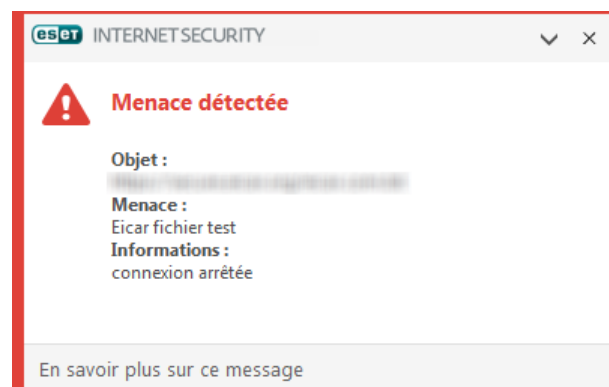 eset INTERNET SECURITY
Menace détectée
Objet :
Menace :
Eicar fichier test
Informations :
connexion arrêtée
En savoir plus sur ce message